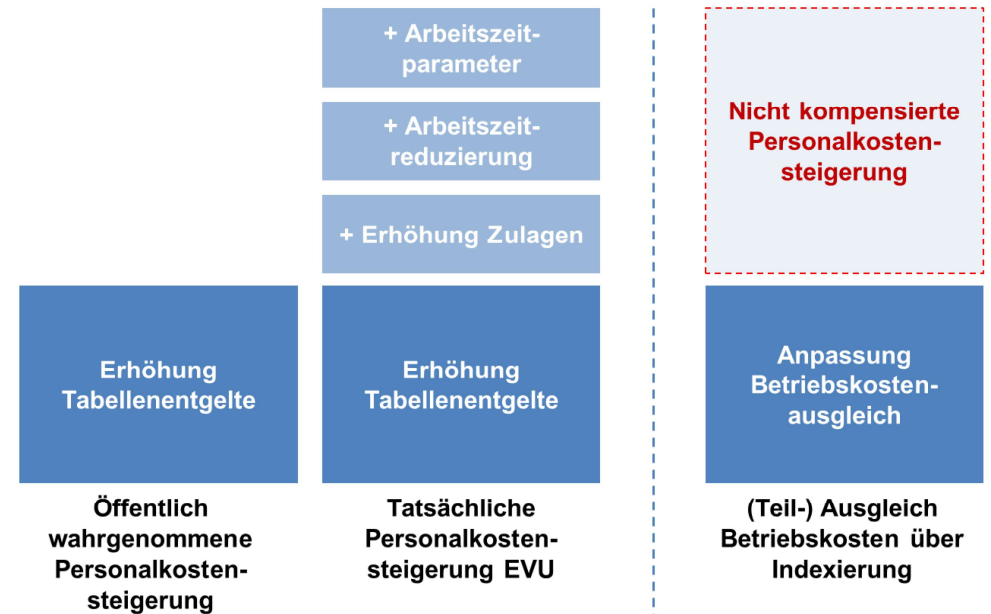 + Arbeitszeit-
parameter
+ Arbeitszeit-
reduzierung
+ Erhöhung Zulagen
Nicht kompensierte
Personalkosten-
steigerung
Erhöhung
Tabellenentgelte
Erhöhung
Tabellenentgelte
Anpassung
Betriebskosten-
ausgleich
Öffentlich
wahrgenommene
Personalkosten-
steigerung
Tatsächliche
Personalkosten-
steigerung EVU
(Teil-) Ausgleich
Betriebskosten über
Indexierung